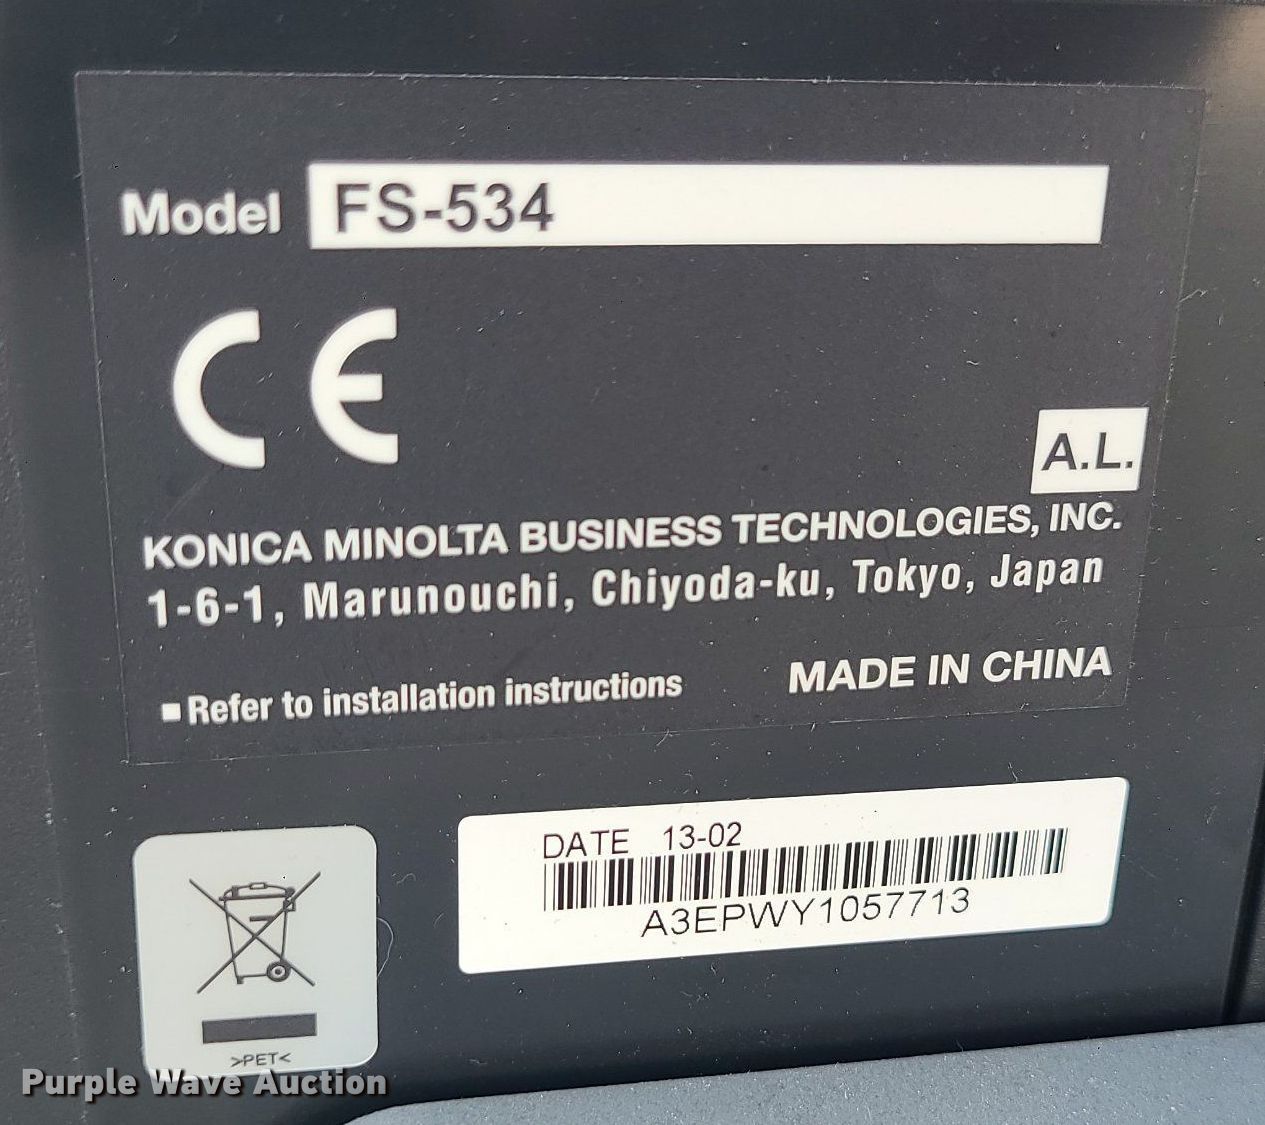 Model FS-534
CE
A.L.
KONICA MINOLTA BUSINESS TECHNOLOGIES, INC.
1-6-1, Marunouchi, Chiyoda-ku, Tokyo, Japan
■Refer to installation instructions MADE IN CHINA
DATE 13-02
A3EPWY1057713
>PET<
Purple Wave Auction